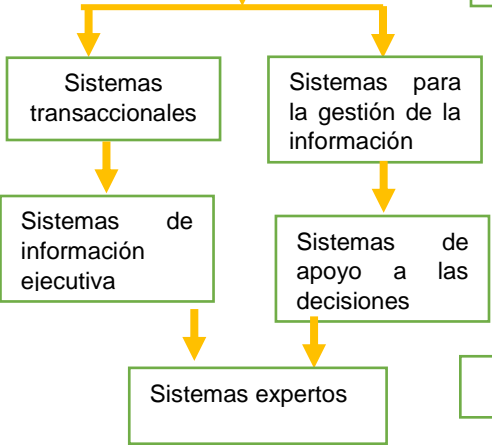 Sistemas
transaccionales
Sistemas para
la gestión de la
información
Sistemas de
información
ejecutiva
Sistemas de
apoyo a las
decisiones
Sistemas expertos